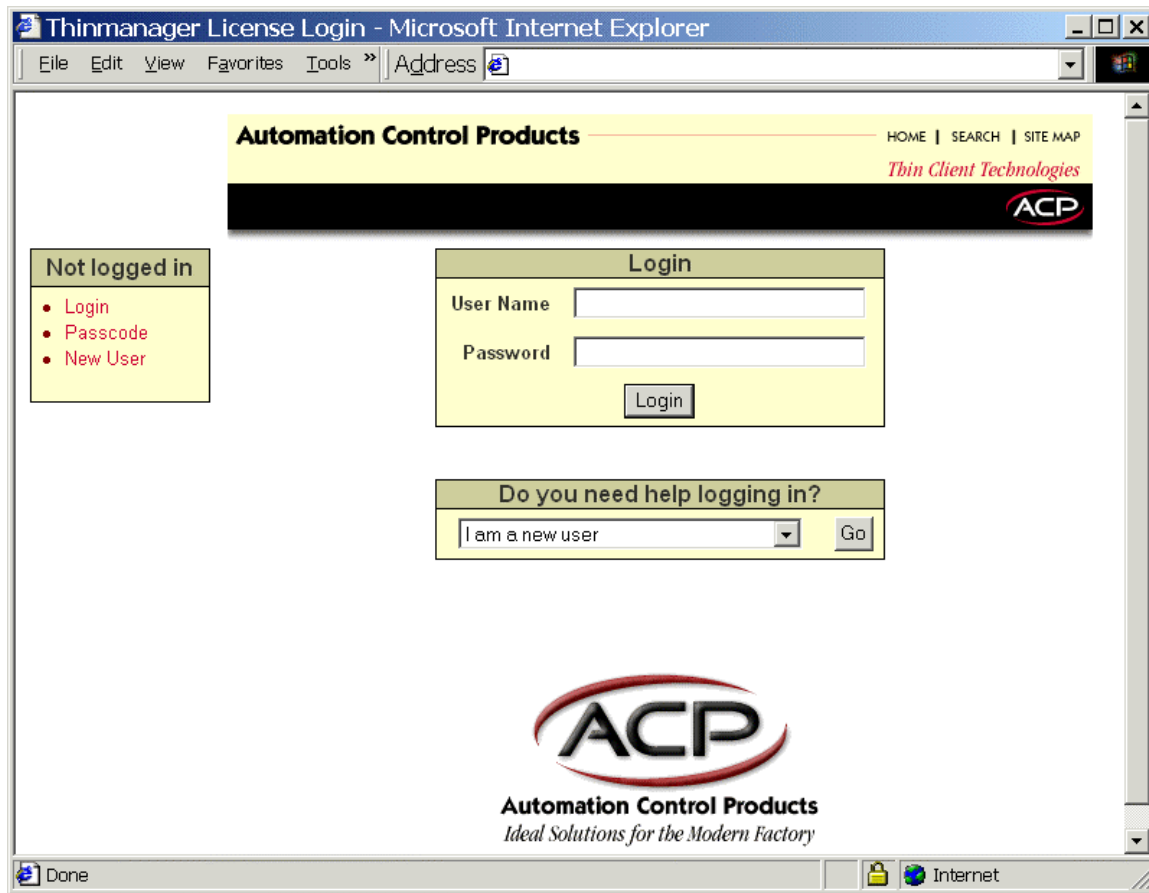 Thinmanager License Login - Microsoft Internet Explorer
File Edit View Favorites Tools » Address
Automation Control Products
HOME | SEARCH | SITE MAP
Thin Client Technologies
ACP
Not logged in
Login
Passcode
New User
Login
User Name
Password
Login
Do you need help logging in?
I am a new user
Go
ACP
Automation Control Products
Ideal Solutions for the Modern Factory
Done
Internet